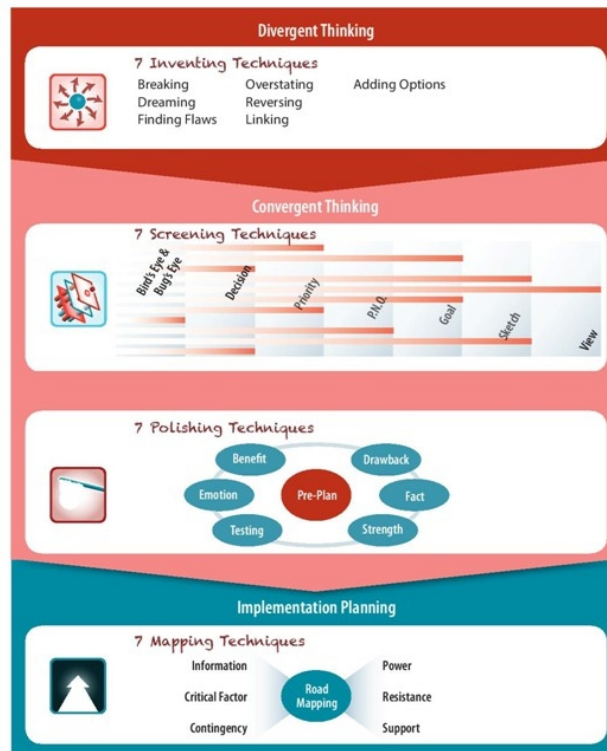 Divergent Thinking
7 Inventing Techniques
Breaking Overstating Adding Options
Dreaming Reversing
Finding Flaws Linking
Convergent Thinking
7 Screening Techniques
Bird's Eye &
Bug's Eye
Decision
Priority
P.N.O.
Goal
Sketch
View
7 Polishing Techniques
Benefit Drawback
Emotion Pre-Plan Fact
Testing Strength
Implementation Planning
7 Mapping Techniques
Information Power
Critical Factor Road Resistance
Mapping
Contingency Support